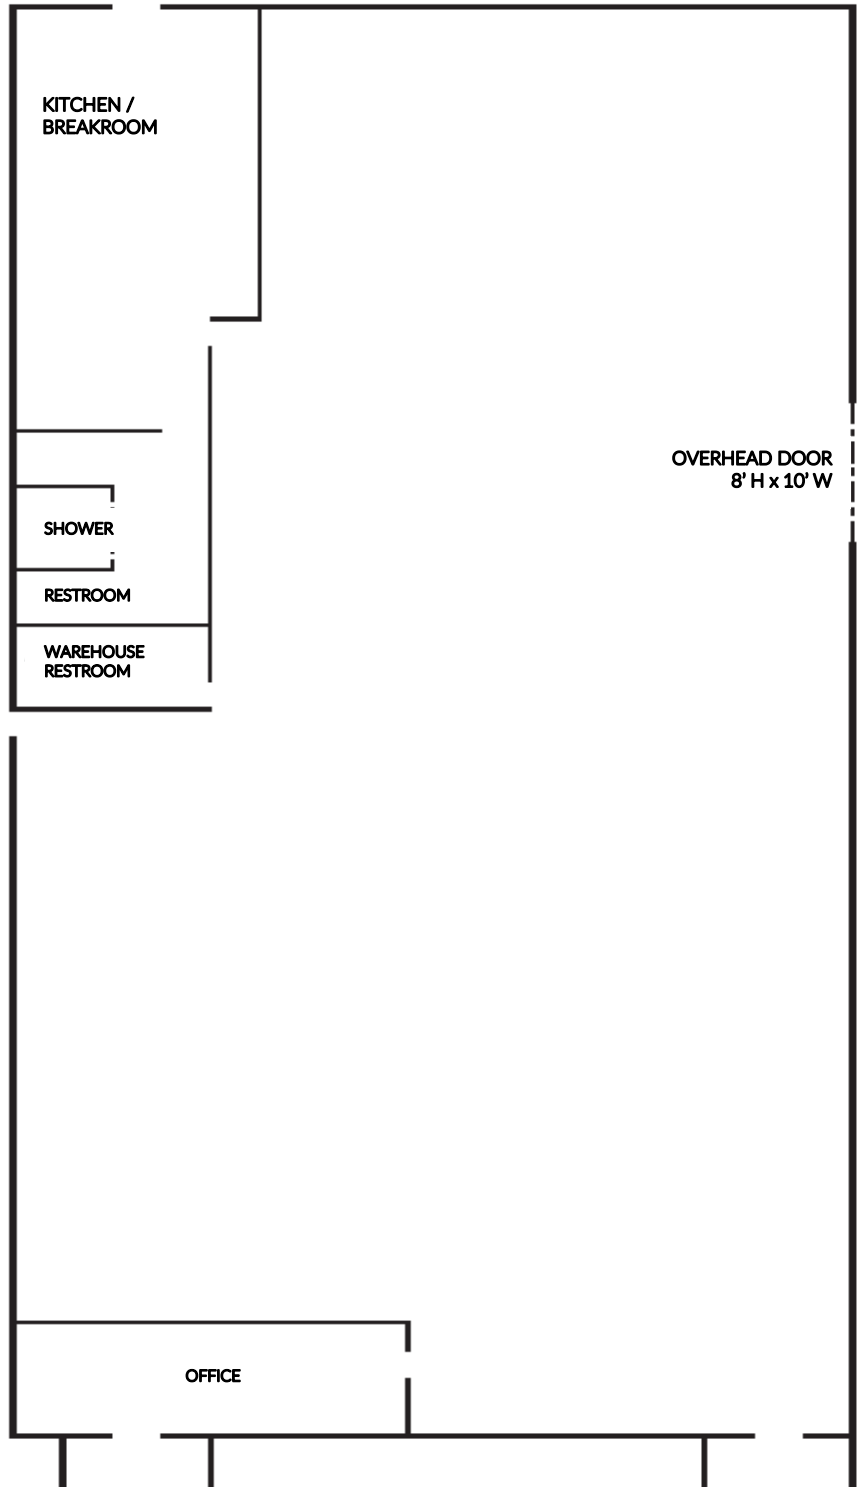 KITCHEN /
BREAKROOM
OVERHEAD DOOR
8' H x 10' W
SHOWER
RESTROOM
WAREHOUSE
RESTROOM
OFFICE